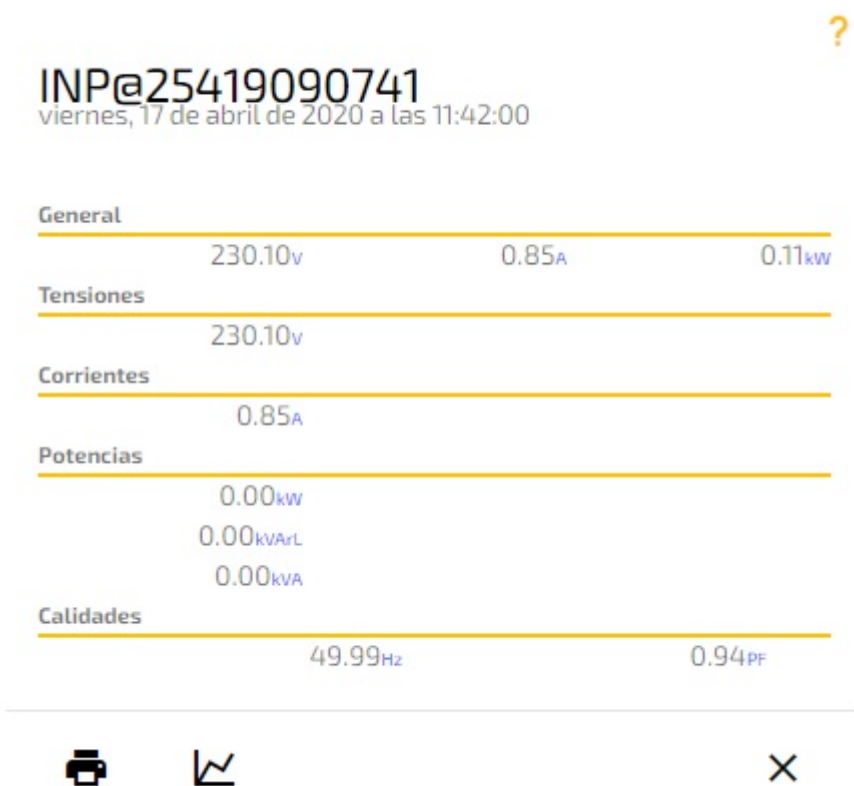 ?
INP@25419090741
viernes, 17 de abril de 2020 a las 11:42:00
General
230.10V 0.85A 0.11kW
Tensiones
230.10V
Corrientes
0.85A
Potencias
0.00kW
0.00kVArL
0.00kVA
Calidades
49.99Hz 0.94PF